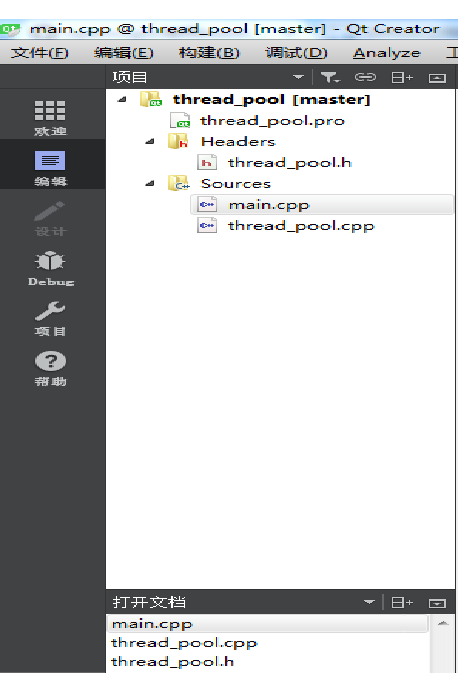 main.cpp @ thread_pool [master] - Qt Creator
文件(F) 编辑(E) 构建(B) 调试(D) Analyze
项目
thread_pool [master]
thread_pool.pro
Headers
thread_pool.h
Sources
main.cpp
thread_pool.cpp
欢迎
编辑
设计
Debug
项目
帮助
打开文档
main.cpp
thread_pool.cpp
thread_pool.h